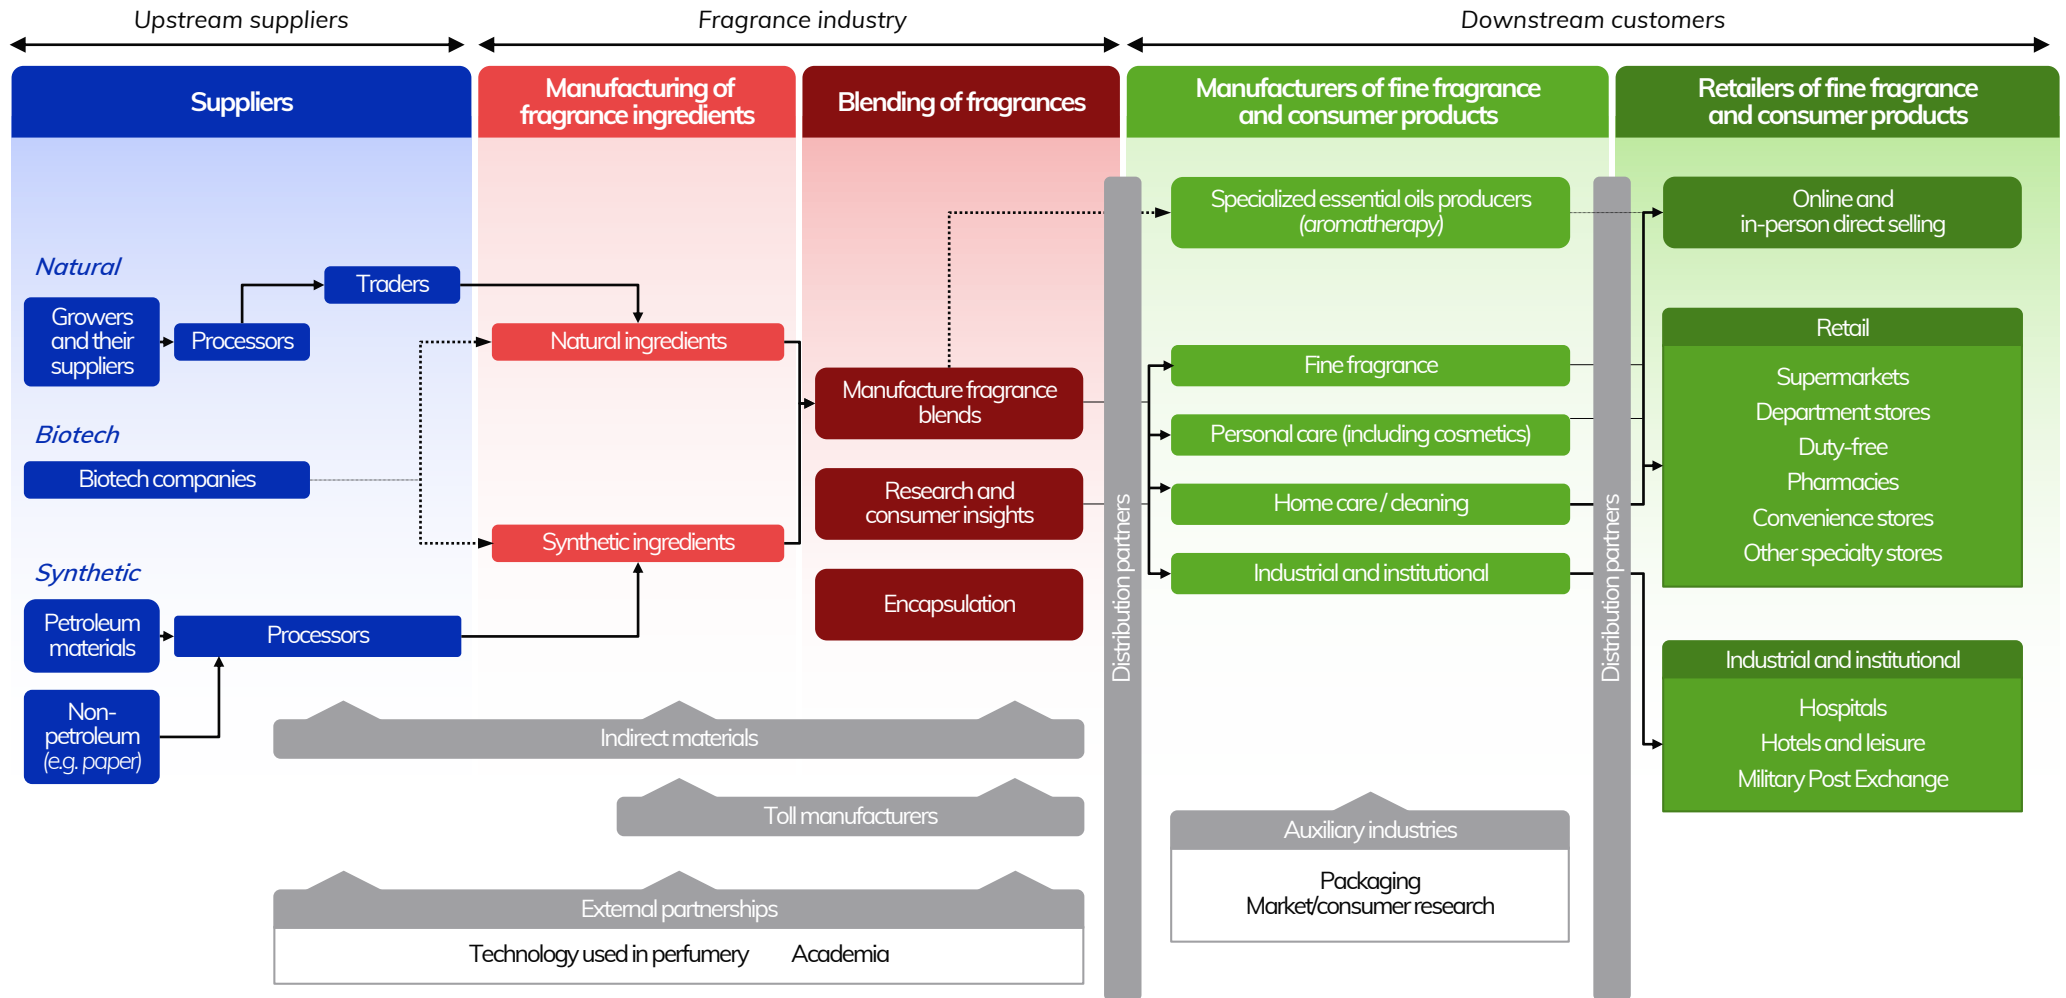 Upstream suppliers
Fragrance industry
Downstream customers
Suppliers
Manufacturing of
fragrance ingredients
Blending of fragrances
Manufacturers of fine fragrance
and consumer products
Retailers of fine fragrance
and consumer products
Natural
Growers
and their
suppliers
Processors
Traders
Biotech
Biotech companies
Synthetic
Petroleum
materials
Processors
Non-
petroleum
(e.g. paper)
Natural ingredients
Synthetic ingredients
Manufacture fragrance
blends
Research and
consumer insights
Encapsulation
Indirect materials
Toll manufacturers
External partnerships
Technology used in perfumery
Academia
Distribution partners
Specialized essential oils producers
(aromatherapy)
Fine fragrance
Personal care (including cosmetics)
Home care / cleaning
Industrial and institutional
Auxiliary industries
Packaging
Market/consumer research
Distribution partners
Online and
in-person direct selling
Retail
Supermarkets
Department stores
Duty-free
Pharmacies
Convenience stores
Other specialty stores
Industrial and institutional
Hospitals
Hotels and leisure
Military Post Exchange